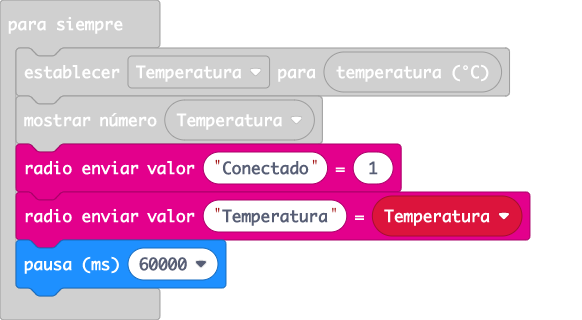 para siempre
establecer Temperatura para temperatura (°C)
mostrar número Temperatura
radio enviar valor "Conectado" = 1
radio enviar valor "Temperatura" = Temperatura
pausa (ms) 60000